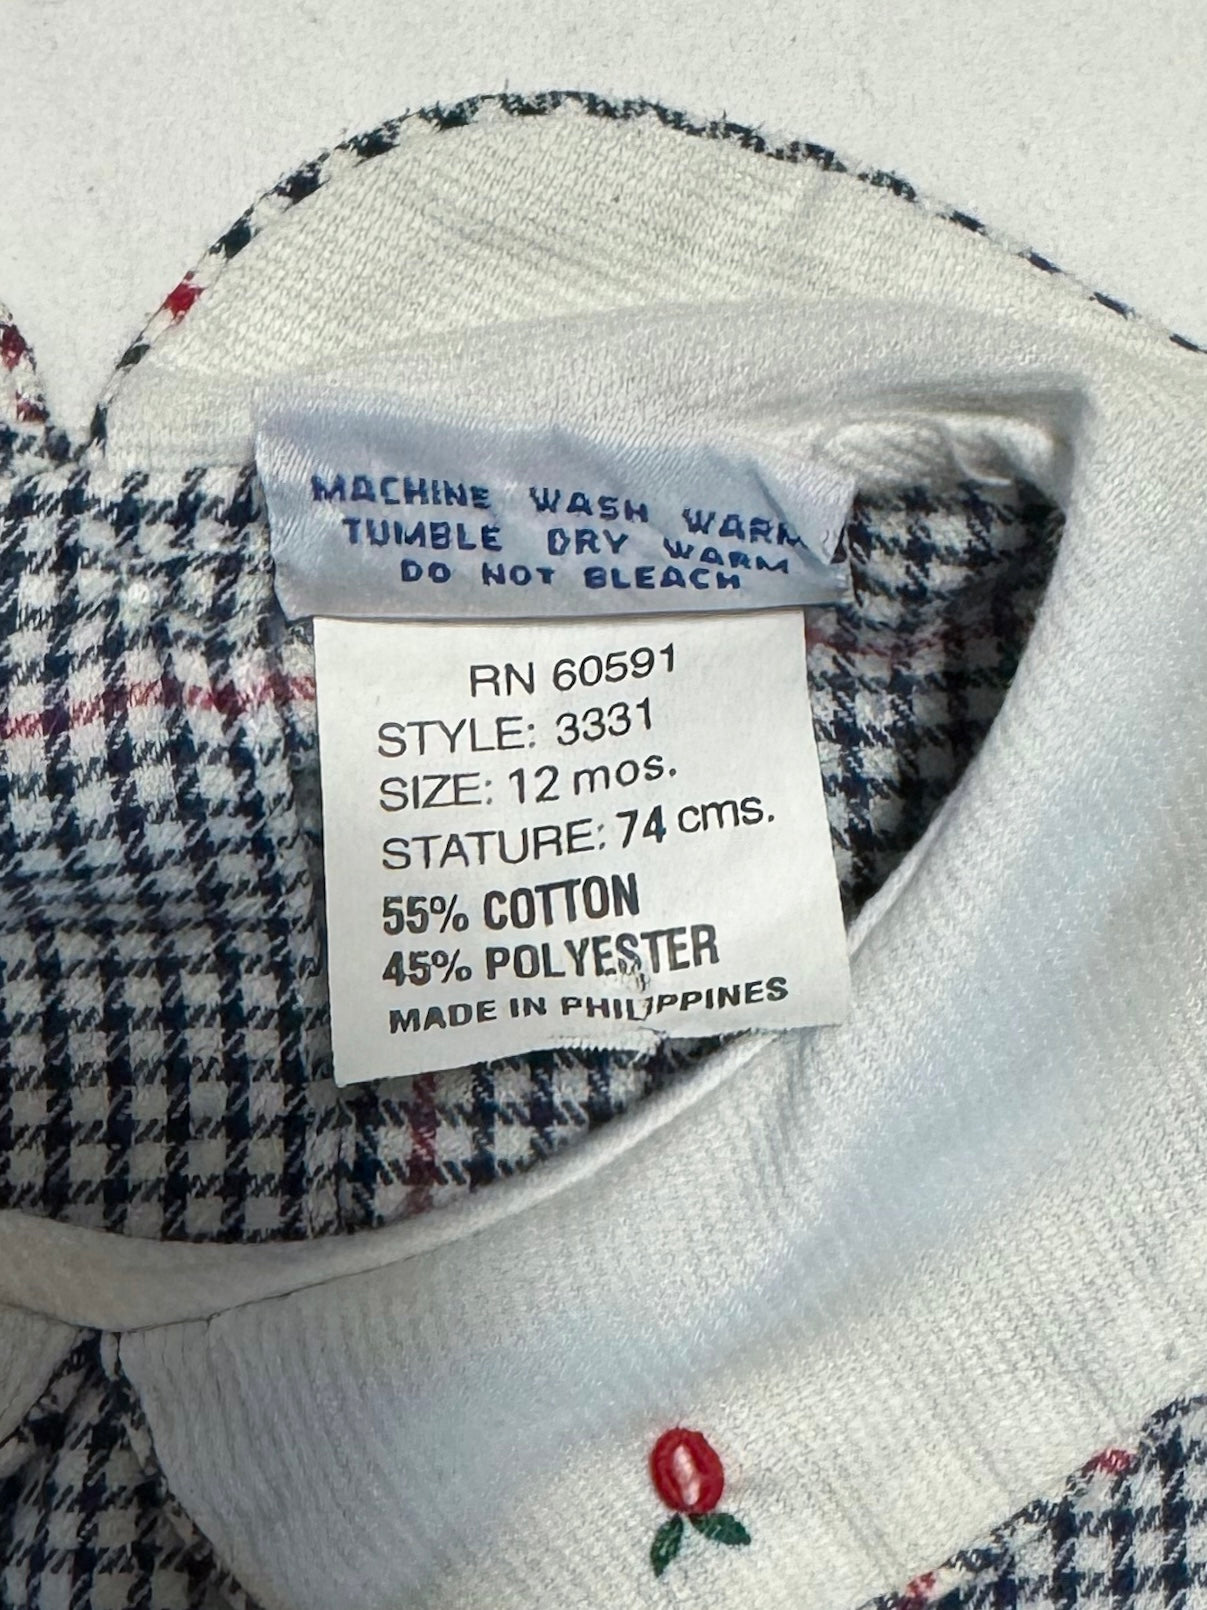 MACHINE WASH WARM
TUMBLE DRY WARM
DO NOT BLEACH
RN 60591
STYLE: 3331
SIZE: 12 mos.
STATURE: 74 cms.
55% COTTON
45% POLYESTER
MADE IN PHILIPPINES